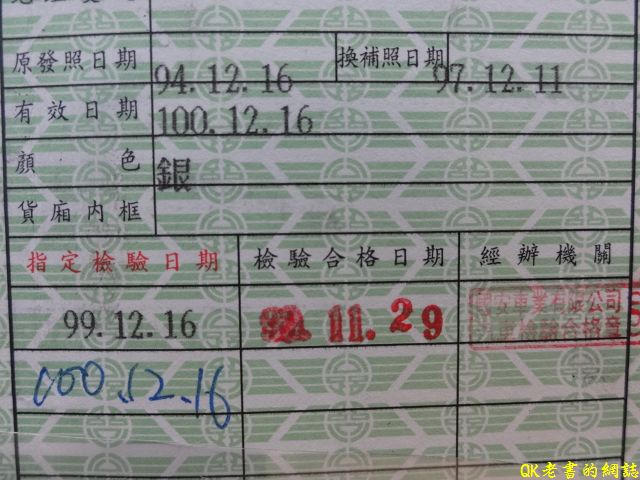 原發照日期 94.12.16 換補照日期 97.12.11
有效日期 100.12.16
顏色 銀
貨廂內框
指定檢驗日期 檢驗合格日期 經辦機關
99.12.16 .11.29 國安車業有限公司
汽車檢驗合格章
100.12.16
QK老書的網誌